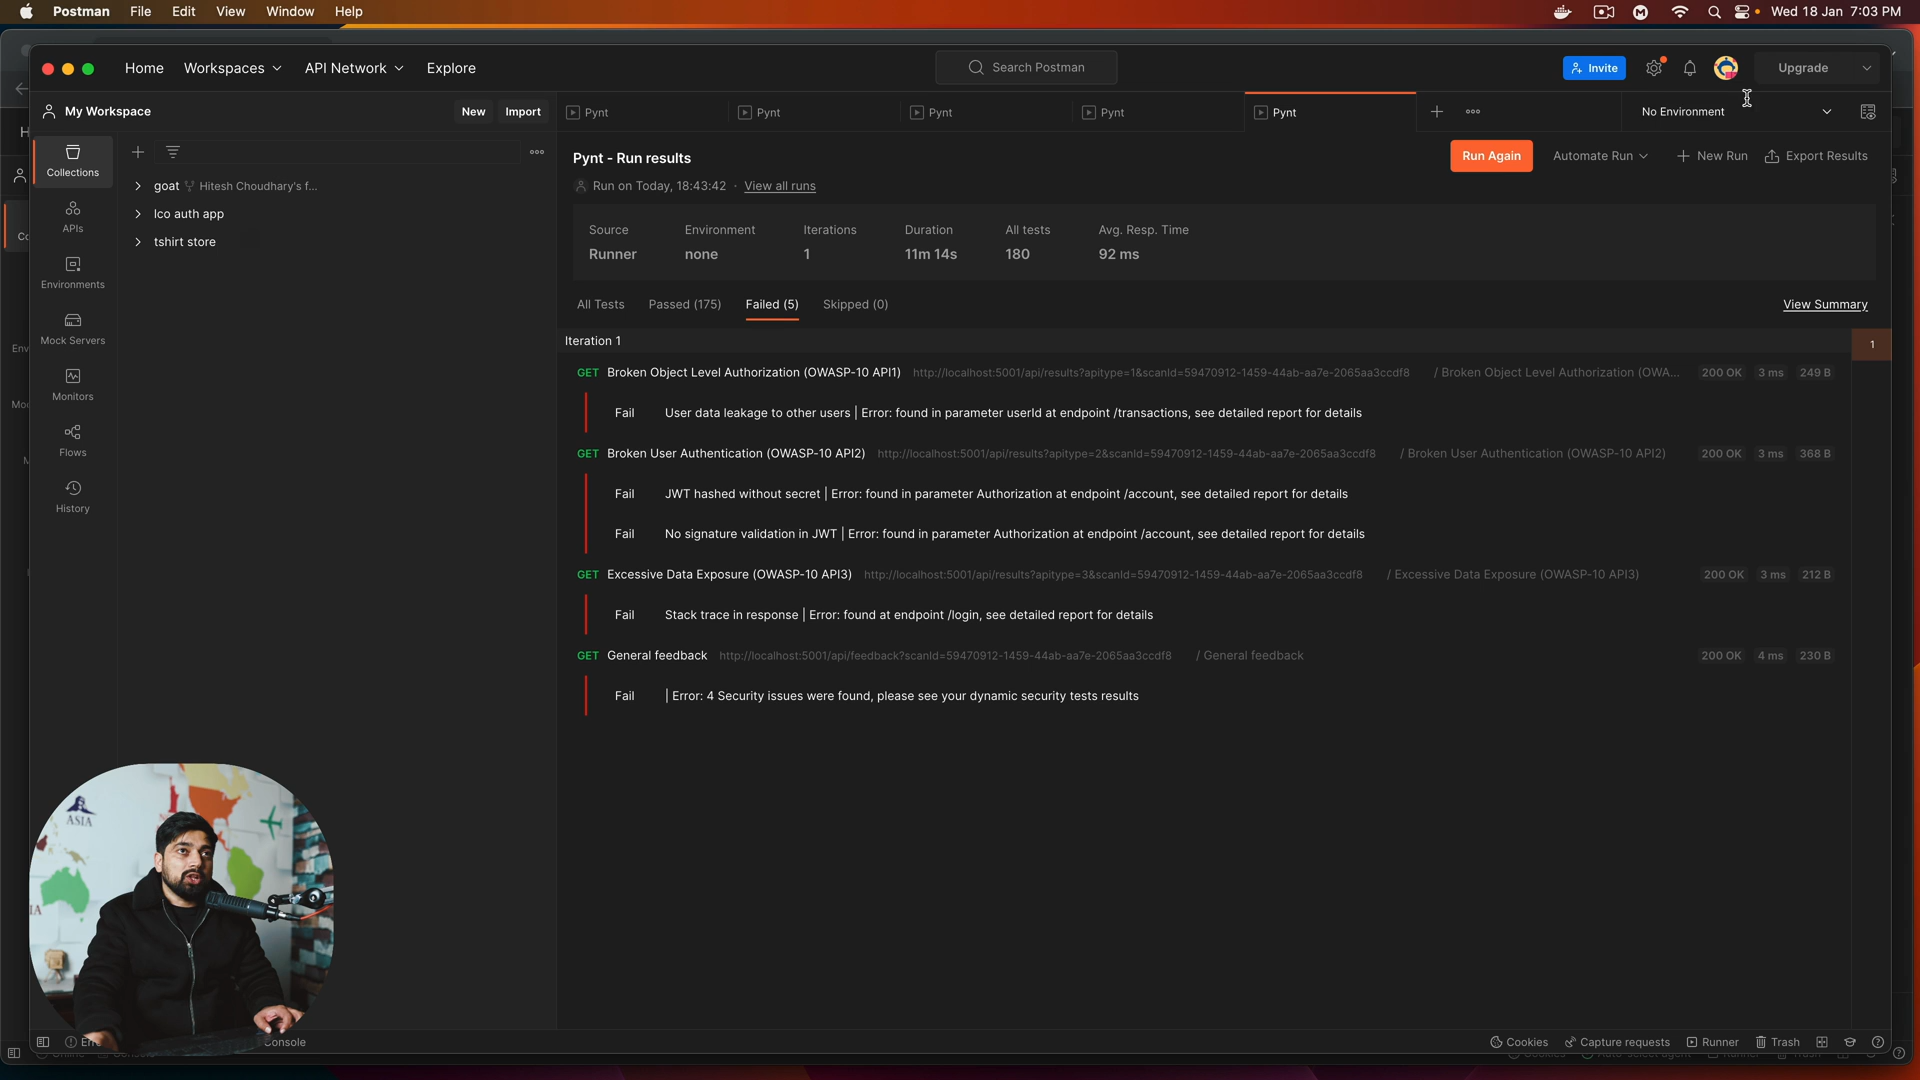 Postman File Edit View Window Help
Wed 18 Jan 7:03 PM
Home Workspaces API Network Explore
Search Postman
Invite
Upgrade
My Workspace
New Import
Pynt Pynt Pynt Pynt Pynt
No Environment
Collections
APIs
Environments
Mock Servers
Monitors
Flows
History
goat Hitesh Choudhary's f...
lco auth app
tshirt store
Pynt - Run results
Run Again Automate Run New Run Export Results
Run on Today, 18:43:42 · View all runs
Source Environment Iterations Duration All tests Avg. Resp. Time
Runner none 1 11m 14s 180 92 ms
All Tests Passed (175) Failed (5) Skipped (0) View Summary
Iteration 1
1
GET Broken Object Level Authorization (OWASP-10 API1) http://localhost:5001/api/results?apitype=1&scanId=59470912-1459-44ab-aa7e-2065aa3ccdf8 / Broken Object Level Authorization (OWA... 200 OK 3 ms 249 B
Fail User data leakage to other users | Error: found in parameter userId at endpoint /transactions, see detailed report for details
GET Broken User Authentication (OWASP-10 API2) http://localhost:5001/api/results?apitype=2&scanId=59470912-1459-44ab-aa7e-2065aa3ccdf8 / Broken User Authentication (OWASP-10 API2) 200 OK 3 ms 368 B
Fail JWT hashed without secret | Error: found in parameter Authorization at endpoint /account, see detailed report for details
Fail No signature validation in JWT | Error: found in parameter Authorization at endpoint /account, see detailed report for details
GET Excessive Data Exposure (OWASP-10 API3) http://localhost:5001/api/results?apitype=3&scanId=59470912-1459-44ab-aa7e-2065aa3ccdf8 / Excessive Data Exposure (OWASP-10 API3) 200 OK 3 ms 212 B
Fail Stack trace in response | Error: found at endpoint /login, see detailed report for details
GET General feedback http://localhost:5001/api/feedback?scanId=59470912-1459-44ab-aa7e-2065aa3ccdf8 / General feedback 200 OK 4 ms 230 B
Fail | Error: 4 Security issues were found, please see your dynamic security tests results
ASIA
Cookies Capture requests Runner Trash